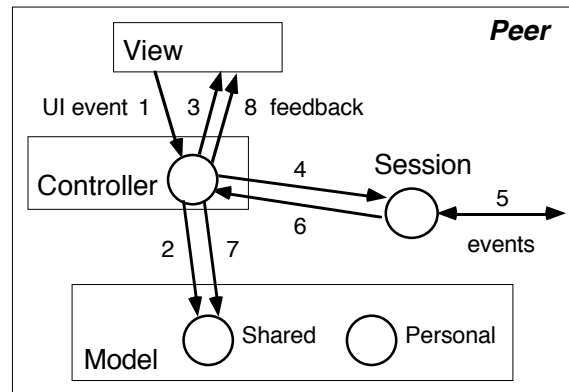 Peer
View
UI event 1 3 8 feedback
Controller
4
Session
5
6
events
2 7
Shared
Personal
Model